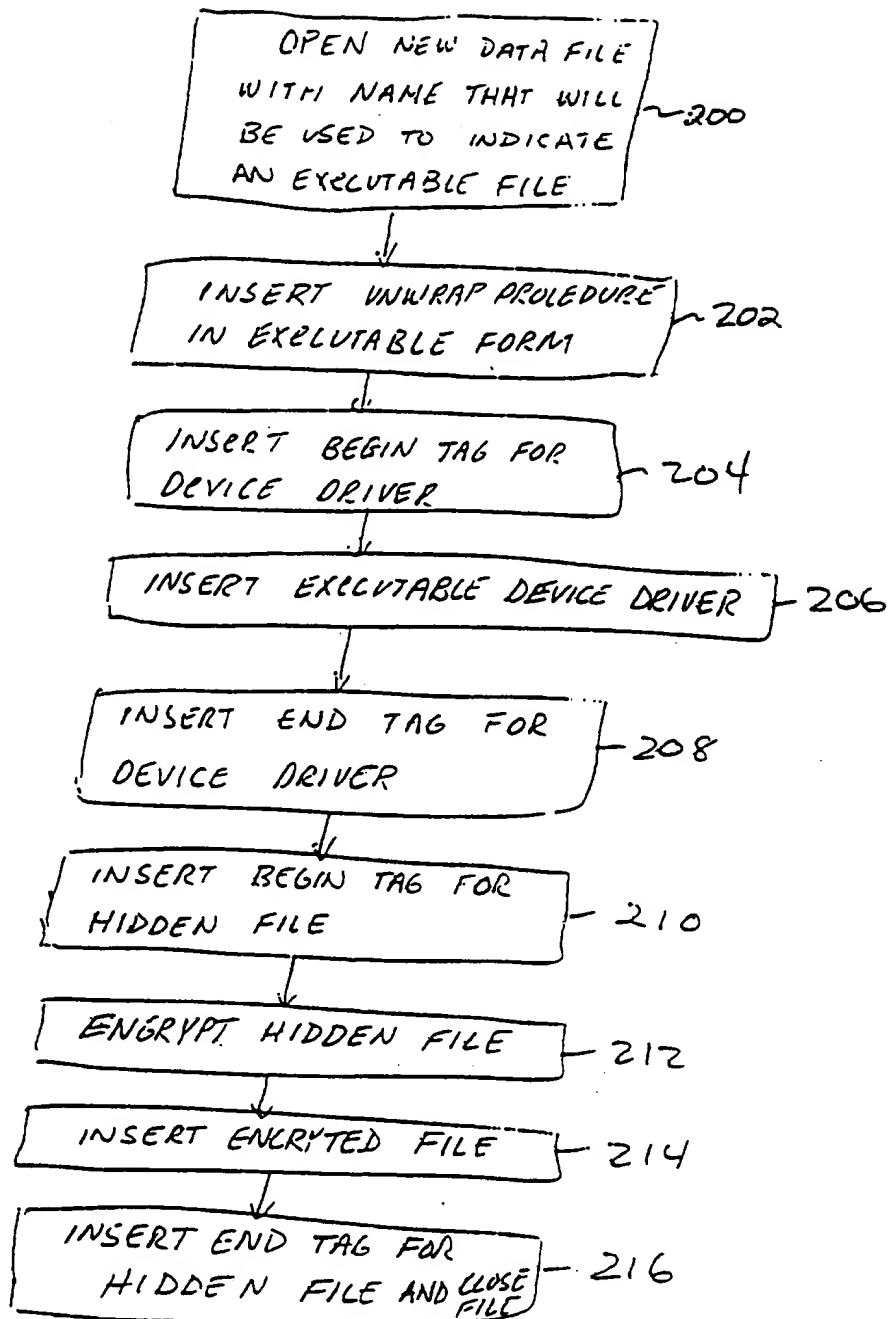 OPEN NEW DATA FILE
WITH NAME THAT WILL
BE USED TO INDICATE
AN EXECUTABLE FILE
200
INSERT UNWRAP PROCEDURE
IN EXECUTABLE FORM
202
INSERT BEGIN TAG FOR
DEVICE DRIVER
204
INSERT EXECUTABLE DEVICE DRIVER
206
INSERT END TAG FOR
DEVICE DRIVER
208
INSERT BEGIN TAG FOR
HIDDEN FILE
210
ENCRYPT HIDDEN FILE
212
INSERT ENCRYTED FILE
214
INSERT END TAG FOR
HIDDEN FILE AND CLOSE
FILE
216